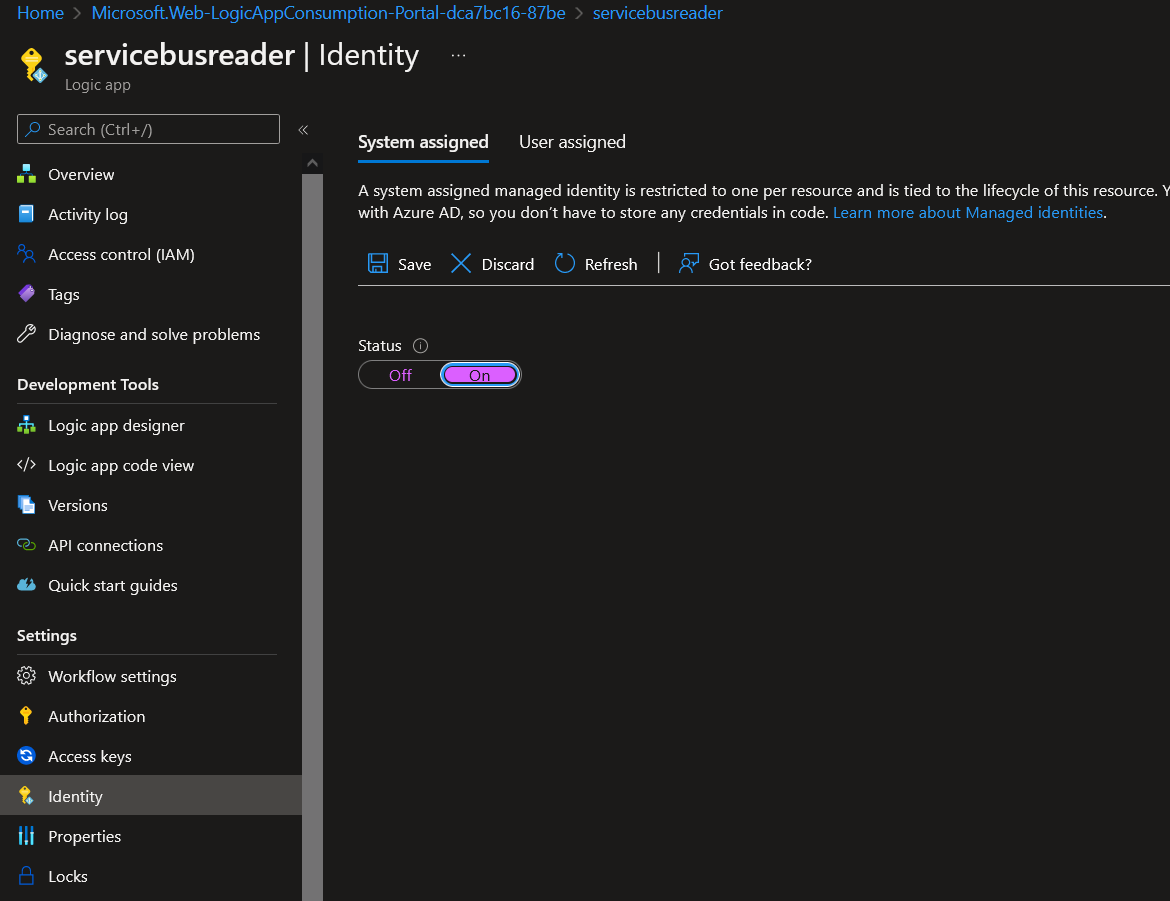 Home > Microsoft.Web-LogicAppConsumption-Portal-dca7bc16-87be > servicebusreader
servicebusreader | Identity ...
Logic app
Search (Ctrl+/)
«
Overview
Activity log
Access control (IAM)
Tags
Diagnose and solve problems
Development Tools
Logic app designer
Logic app code view
Versions
API connections
Quick start guides
Settings
Workflow settings
Authorization
Access keys
Identity
Properties
Locks
System assigned User assigned
A system assigned managed identity is restricted to one per resource and is tied to the lifecycle of this resource. Y
with Azure AD, so you don’t have to store any credentials in code. Learn more about Managed identities.
Save Discard Refresh | Got feedback?
Status
Off On